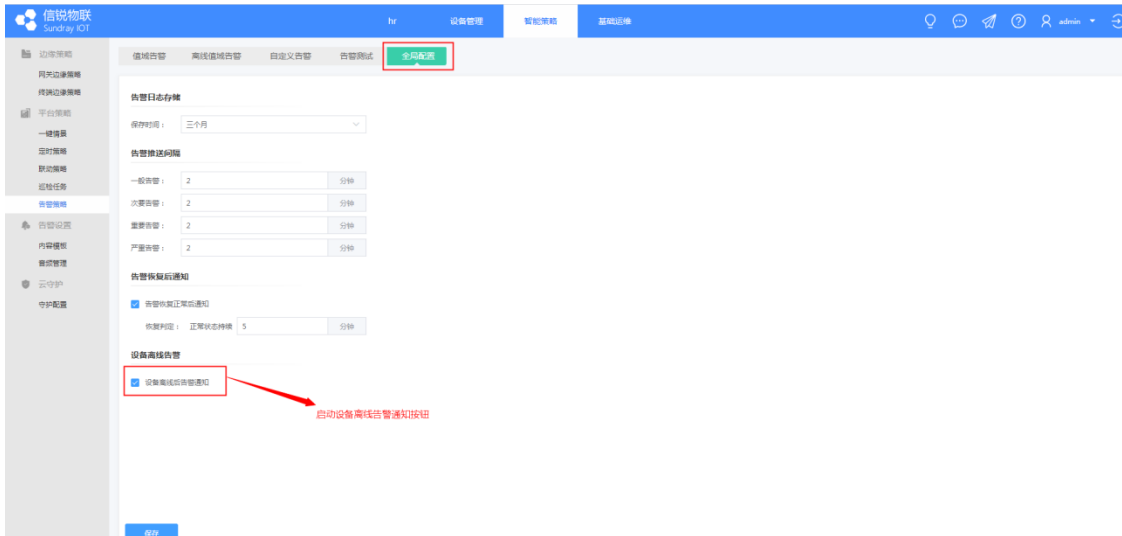 信锐物联
Sundray IOT
hr
设备管理
智能策略
基础运维
admin
边缘策略
网关边缘策略
终端边缘策略
平台策略
一键情景
定时策略
联动策略
巡检任务
告警策略
告警设置
内容模板
音频管理
云守护
守护配置
值域告警
离线值域告警
自定义告警
告警测试
全局配置
告警日志存储
保存时间： 三个月
告警推送间隔
一般告警： 2 分钟
次要告警： 2 分钟
重要告警： 2 分钟
严重告警： 2 分钟
告警恢复后通知
告警恢复正常后通知
恢复判定： 正常状态持续 5 分钟
设备离线告警
设备离线后告警通知
启动设备离线告警通知按钮
保存